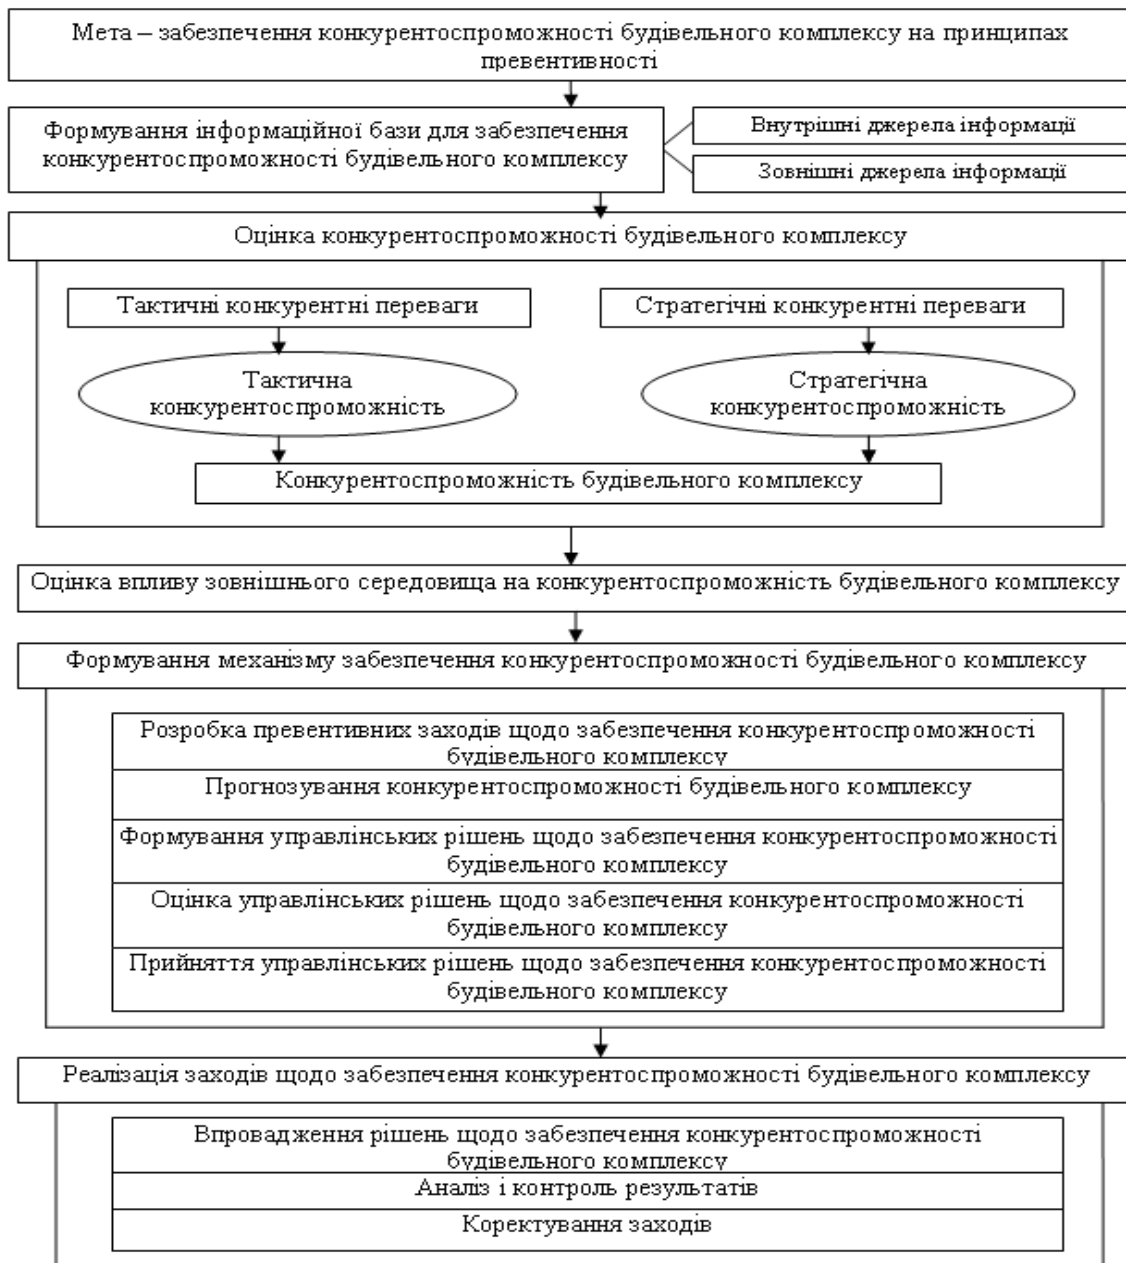 Мета – забезпечення конкурентоспроможності будівельного комплексу на принципах
превентивності
Формування інформаційної бази для забезпечення
конкурентоспроможності будівельного комплексу
Внутрішні джерела інформації
Зовнішні джерела інформації
Оцінка конкурентоспроможності будівельного комплексу
Тактичні конкурентні переваги
Стратегічні конкурентні переваги
Тактична
конкурентоспроможність
Стратегічна
конкурентоспроможність
Конкурентоспроможність будівельного комплексу
Оцінка впливу зовнішнього середовища на конкурентоспроможність будівельного комплексу
Формування механізму забезпечення конкурентоспроможності будівельного комплексу
Розробка превентивних заходів щодо забезпечення конкурентоспроможності
будівельного комплексу
Прогнозування конкурентоспроможності будівельного комплексу
Формування управлінських рішень щодо забезпечення конкурентоспроможності
будівельного комплексу
Оцінка управлінських рішень щодо забезпечення конкурентоспроможності
будівельного комплексу
Прийняття управлінських рішень щодо забезпечення конкурентоспроможності
будівельного комплексу
Реалізація заходів щодо забезпечення конкурентоспроможності будівельного комплексу
Впровадження рішень щодо забезпечення конкурентоспроможності
будівельного комплексу
Аналіз і контроль результатів
Коректування заходів